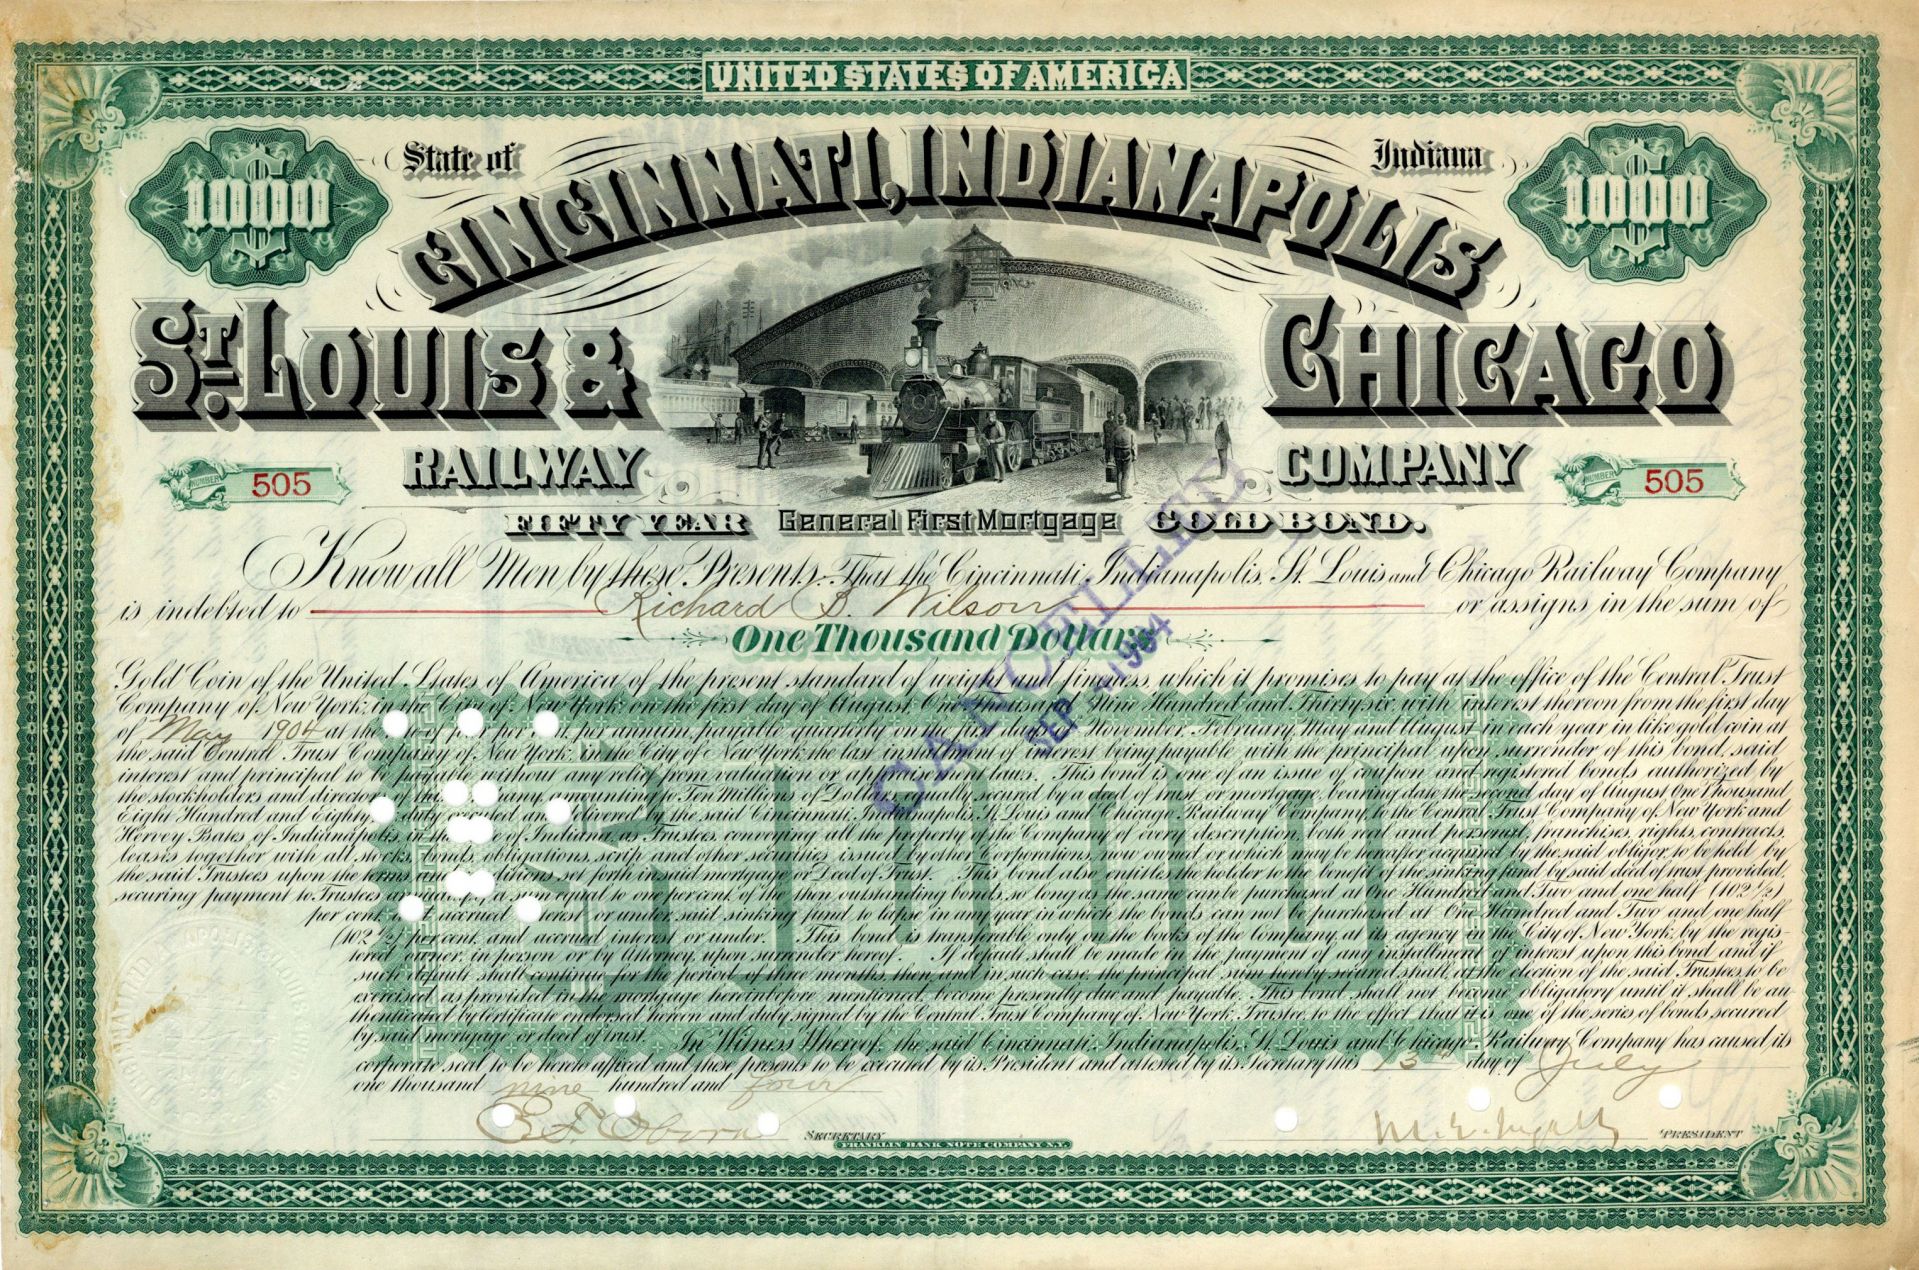 UNITED STATES OF AMERICA
1000 State of Indiana 1000
CINCINNATI, INDIANAPOLIS
ST. LOUIS & CHICAGO
RAILWAY COMPANY
NUMBER 505 NUMBER 505
FIFTY YEAR General First Mortgage GOLD BOND.
Know all Men by these Presents, That the Cincinnati, Indianapolis, St. Louis and Chicago Railway Company
is indebted to Richard B. Wilson or assigns in the sum of
One Thousand Dollars
Gold Coin of the United States of America of the present standard of weight and fineness, which it promises to pay at the office of the Central Trust
Company of New York, in the City of New York on the first day of August, One Thousand Nine Hundred and Thirty six, with interest thereon from the first day
of May 1904 at the rate of four per cent. per annum, payable quarterly on the first days of November, February, May and August, in each year in like gold coin at
the said Central Trust Company of New York, in the City of New York, the last instalment of interest being payable with the principal upon surrender of this bond, said
interest and principal to be payable without any relief from valuation or appraisement laws. This bond is one of an issue of coupon and registered bonds authorized by
the stockholders and directors of this Company, amounting to Ten Millions of Dollars, equally secured by a deed of trust, or mortgage, bearing date the second day of August One Thousand
Eight Hundred and Eighty duly executed and delivered by the said Cincinnati, Indianapolis, St. Louis and Chicago Railway Company, to the Central Trust Company of New York and
Hervey Bates of Indianapolis, in the State of Indiana, Trustees conveying all the property of the Company of every description, both real and personal, franchises, rights, contracts,
leases together with all stocks, bonds, obligations, scrip and other securities issued by other Corporations, now owned or which may be hereafter acquired by the said obligor, to be held by
the said Trustees upon the terms and conditions set forth in said mortgage or Deed of Trust. This bond also entitles the holder to the benefit of the sinking fund by said deed of trust provided,
securing payment to Trustees annually of a sum equal to one per cent of the then outstanding bonds, so long as the same can be purchased at One Hundred and Two and one half (102 ½)
per cent. and accrued interest or under, said sinking fund to lapse in any year in which the bonds can not be purchased at One Hundred and Two and one half
(102 ½) per cent. and accrued interest or under. This bond is transferable only on the books of the Company, at its agency in the City of New York, by the regis-
tered owner, in person or by Attorney, upon surrender hereof. If default shall be made in the payment of any installment of interest upon this bond and if
such default shall continue for the period of three months, then, and in such case, the principal sum hereby secured shall, at the election of the said Trustees, to be
exercised as provided in the mortgage hereinbefore mentioned, become presently due and payable. This bond shall not become obligatory until it shall be au-
thenticated by Certificate endorsed hereon and duly signed by the Central Trust Company of New York, Trustee, to the effect that it is one of the series of bonds secured
by said mortgage or deed of trust. In Witness Whereof, the said Cincinnati, Indianapolis, St. Louis and Chicago Railway Company has caused its
corporate seal to be hereto affixed and these presents to be executed by its President and attested by its Secretary this 13th day of July
one thousand nine hundred and four
E. F. Osborn SECRETARY PRESIDENT
FRANKLIN BANK NOTE COMPANY N.Y.
$1000
CANCELLED
SEP 1904